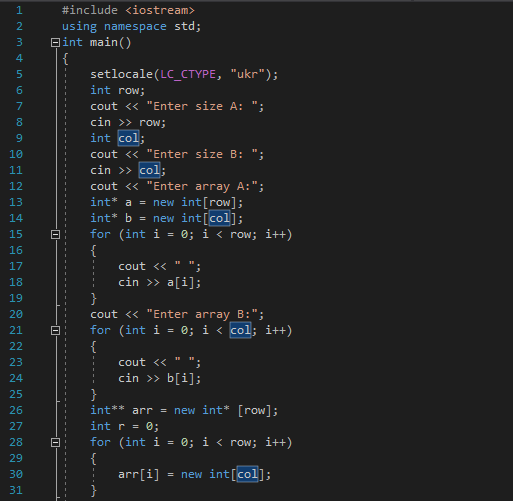 1 #include <iostream>
2 using namespace std;
3 int main()
4 {
5 setlocale(LC_CTYPE, "ukr");
6 int row;
7 cout << "Enter size A: ";
8 cin >> row;
9 int col;
10 cout << "Enter size B: ";
11 cin >> col;
12 cout << "Enter array A:";
13 int* a = new int[row];
14 int* b = new int[col];
15 for (int i = 0; i < row; i++)
16 {
17 cout << " ";
18 cin >> a[i];
19 }
20 cout << "Enter array B:";
21 for (int i = 0; i < col; i++)
22 {
23 cout << " ";
24 cin >> b[i];
25 }
26 int** arr = new int* [row];
27 int r = 0;
28 for (int i = 0; i < row; i++)
29 {
30 arr[i] = new int[col];
31 }